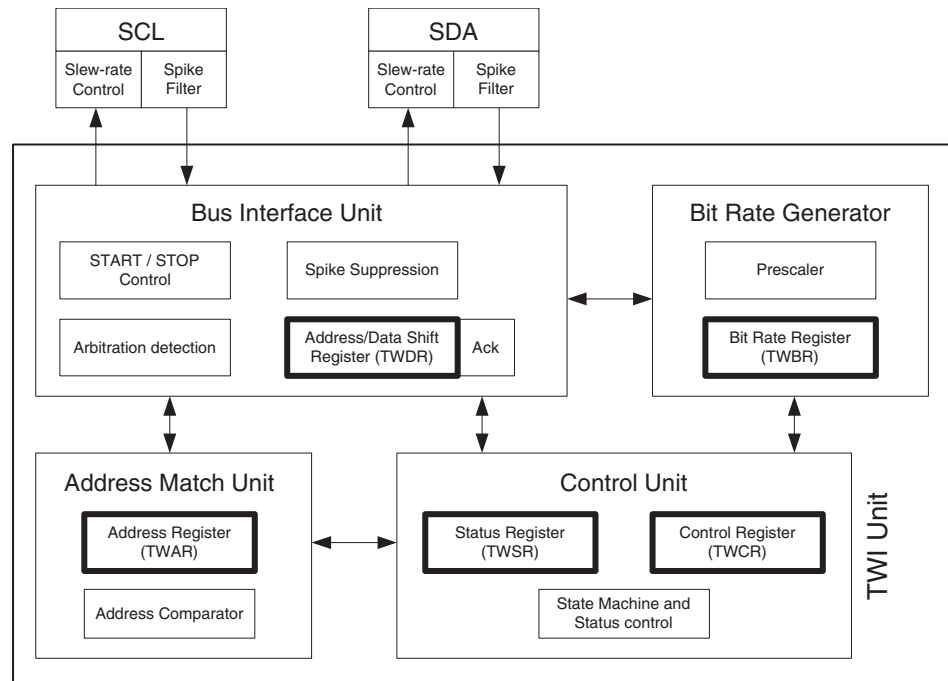 SCL
Slew-rate
Control
Spike
Filter
SDA
Slew-rate
Control
Spike
Filter
Bus Interface Unit
START / STOP
Control
Spike Suppression
Arbitration detection
Address/Data Shift
Register (TWDR)
Ack
Bit Rate Generator
Prescaler
Bit Rate Register
(TWBR)
Address Match Unit
Address Register
(TWAR)
Address Comparator
Control Unit
Status Register
(TWSR)
Control Register
(TWCR)
State Machine and
Status control
TWI Unit